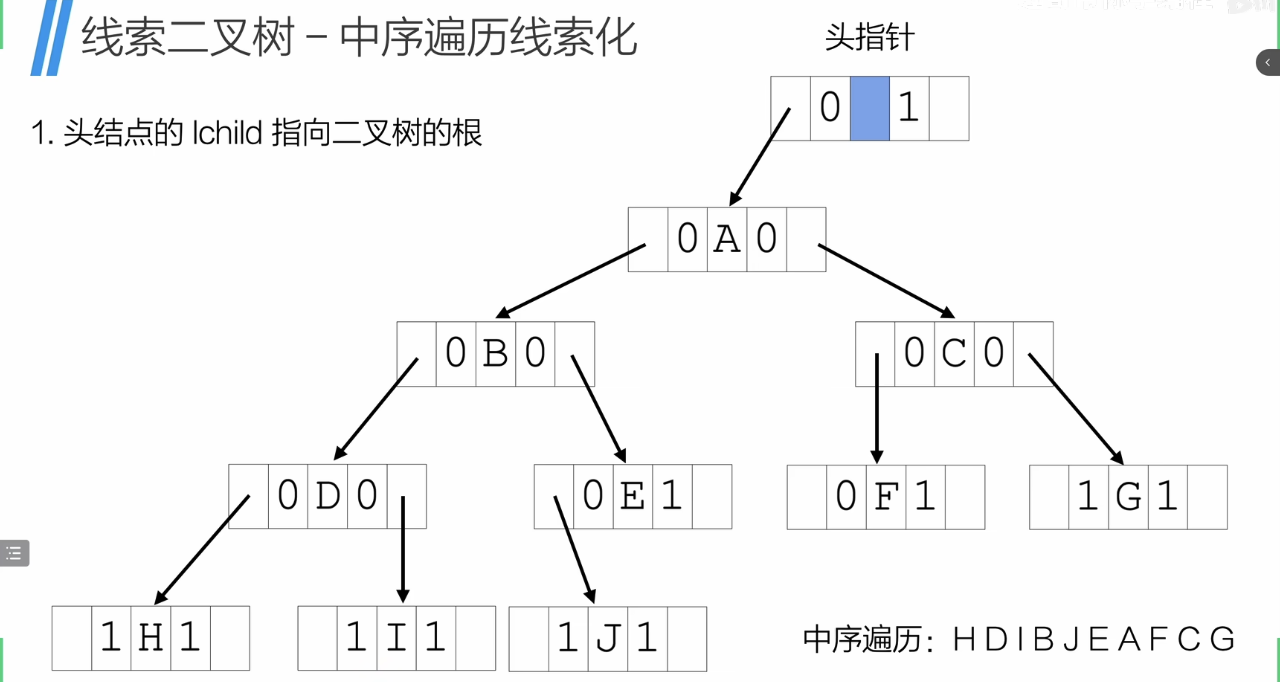 线索二叉树 – 中序遍历线索化
头指针
0 1
1. 头结点的 lchild 指向二叉树的根
0 A 0
0 B 0
0 C 0
0 D 0
0 E 1
0 F 1
1 G 1
1 H 1
1 I 1
1 J 1
中序遍历：H D I B J E A F C G